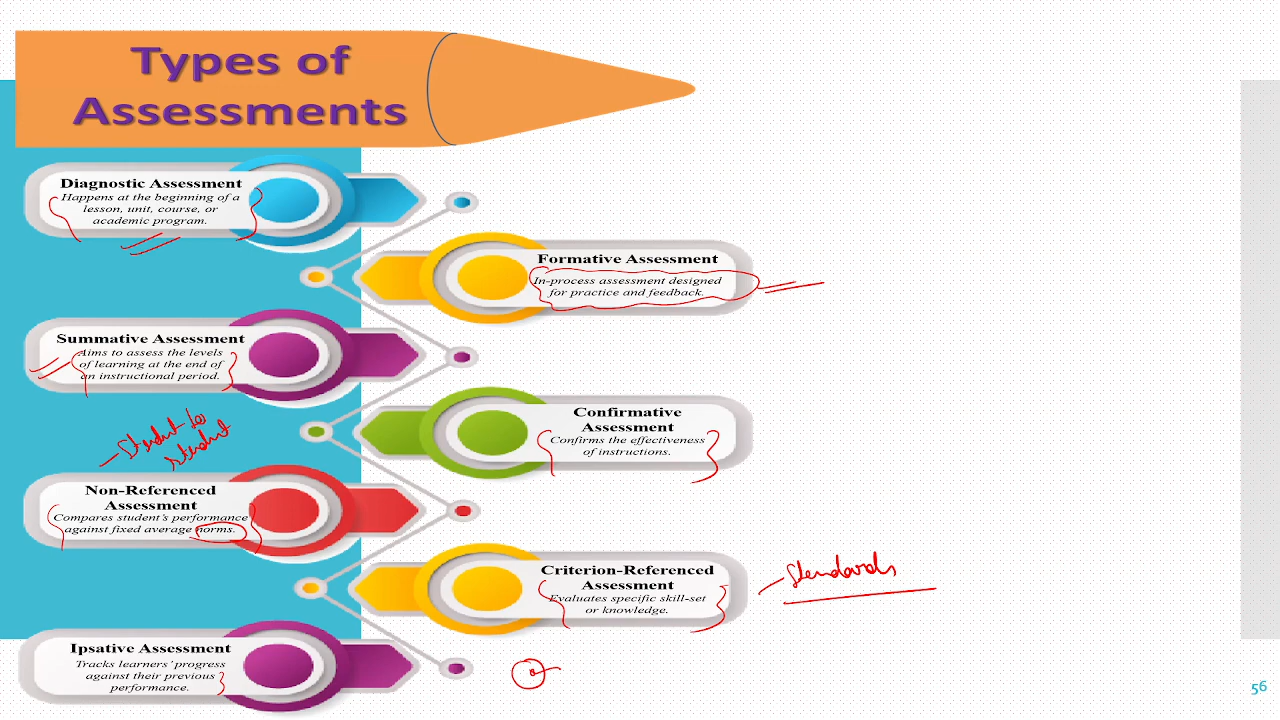 Types of
Assessments
Diagnostic Assessment
Happens at the beginning of a
lesson, unit, course, or
academic program.
Formative Assessment
In-process assessment designed
for practice and feedback.
Summative Assessment
Aims to assess the levels
of learning at the end of
an instructional period.
Confirmative
Assessment
Confirms the effectiveness
of instructions.
Student to
student
Non-Referenced
Assessment
Compares student's performance
against fixed average norms.
Criterion-Referenced
Assessment
Evaluates specific skill-set
or knowledge.
Standards
Ipsative Assessment
Tracks learners' progress
against their previous
performance.
56